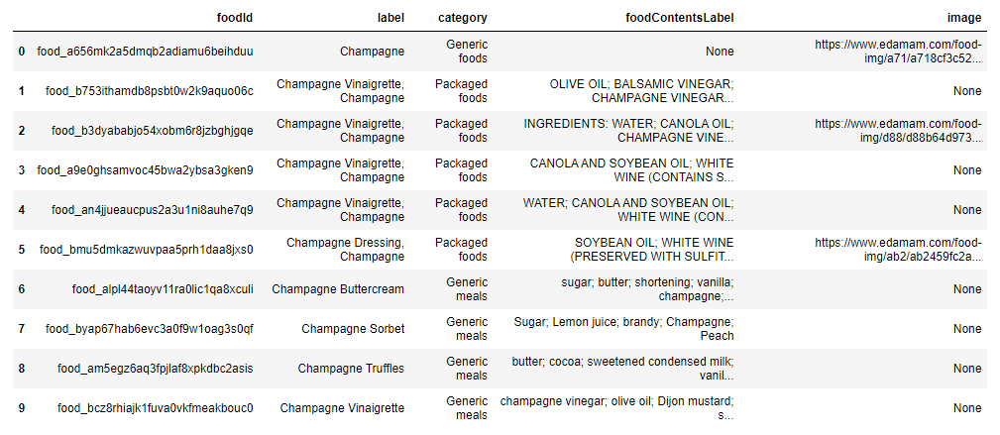 foodId label category foodContentsLabel image
0 food_a656mk2a5dmqb2adiamu6beihduu Champagne Generic foods None https://www.edamam.com/food-img/a71/a718cf3c52...
1 food_b753ithamdb8psbt0w2k9aquo06c Champagne Vinaigrette, Champagne Packaged foods OLIVE OIL; BALSAMIC VINEGAR; CHAMPAGNE VINEGAR... None
2 food_b3dyababjo54xobm6r8jzbghjgqe Champagne Vinaigrette, Champagne Packaged foods INGREDIENTS: WATER; CANOLA OIL; CHAMPAGNE VINE... https://www.edamam.com/food-img/d88/d88b64d973...
3 food_a9e0ghsamvoc45bwa2ybsa3gken9 Champagne Vinaigrette, Champagne Packaged foods CANOLA AND SOYBEAN OIL; WHITE WINE (CONTAINS S... None
4 food_an4jjueaucpus2a3u1ni8auhe7q9 Champagne Vinaigrette, Champagne Packaged foods WATER; CANOLA AND SOYBEAN OIL; WHITE WINE (CON... None
5 food_bmu5dmkazwuvpaa5prh1daa8jxs0 Champagne Dressing, Champagne Packaged foods SOYBEAN OIL; WHITE WINE (PRESERVED WITH SULFIT... https://www.edamam.com/food-img/ab2/ab2459fc2a...
6 food_alpl44taoyv11ra0lic1qa8xculi Champagne Buttercream Generic meals sugar; butter; shortening; vanilla; champagne;... None
7 food_byap67hab6evc3a0f9w1oag3s0qf Champagne Sorbet Generic meals Sugar; Lemon juice; brandy; Champagne; Peach None
8 food_am5egz6aq3fpjlaf8xpkdbc2asis Champagne Truffles Generic meals butter; cocoa; sweetened condensed milk; vanil... None
9 food_bcz8rhiajk1fuva0vkfmeakbouc0 Champagne Vinaigrette Generic meals champagne vinegar; olive oil; Dijon mustard; s... None